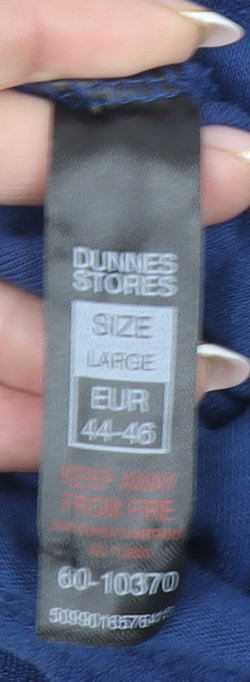 DUNNES
STORES
SIZE
LARGE
EUR
44-46
KEEP AWAY
FROM FIRE
60-10370